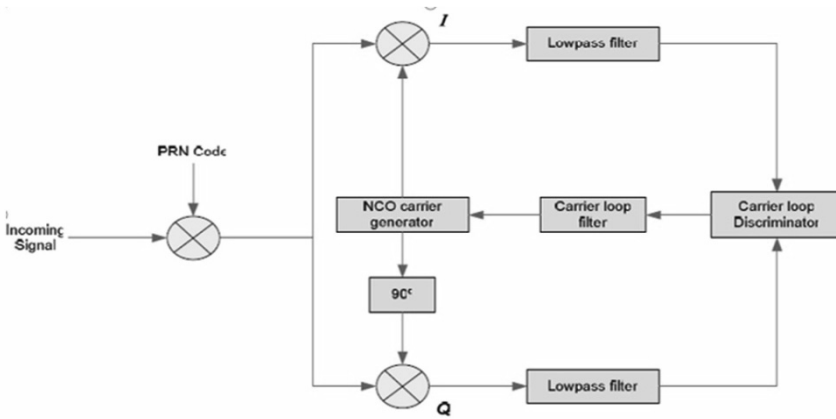 I
Lowpass filter
PRN Code
Incoming
Signal
NCO carrier
generator
Carrier loop
filter
Carrier loop
Discriminator
90°
Lowpass filter
Q